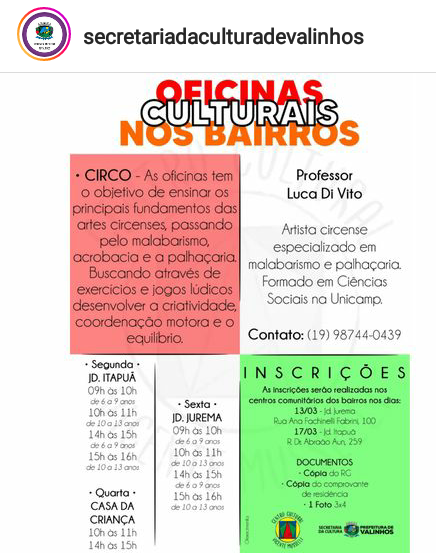 secretariadaculturadevalinhos
OFICINAS
CULTURAIS
NOS BAIRROS
• CIRCO - As oficinas tem
o objetivo de ensinar os
principais fundamentos das
artes circenses, passando
pelo malabarismo,
acrobacia e a palhaçaria.
Buscando através de
exercícios e jogos lúdicos
desenvolver a criatividade,
coordenação motora e o
equilíbrio.
Professor
Luca Di Vito
Artista circense
especializado em
malabarismo e palhaçaria.
Formado em Ciências
Sociais na Unicamp.
Contato: (19) 98744-0439
• Segunda •
JD. ITAPUÃ
09h às 10h
de 6 a 9 anos
10h às 11h
de 10 a 13 anos
14h às 15h
de 6 a 9 anos
15h às 16h
de 10 a 13 anos
• Quarta •
CASA DA
CRIANÇA
10h às 11h
14h às 15h
• Sexta •
JD. JUREMA
09h às 10h
de 6 a 9 anos
10h às 11h
de 10 a 13 anos
14h às 15h
de 6 a 9 anos
15h às 16h
de 10 a 13 anos
INSCRIÇÕES
As inscrições serão realizadas nos
centros comunitários dos bairros nos dias:
13/03 - Jd. Jurema
Rua Ana Fachinelli Fabrini, 100
17/03 - Jd. Itapuã
R. Dr. Abraão Aun, 259
DOCUMENTOS
• Cópia do RG
• Cópia do comprovante
de residência
• 1 Foto 3x4
CENTRO CULTURAL
VICENTE MUSSELLI
SECRETARIA
DA CULTURA
PREFEITURA DE
VALINHOS